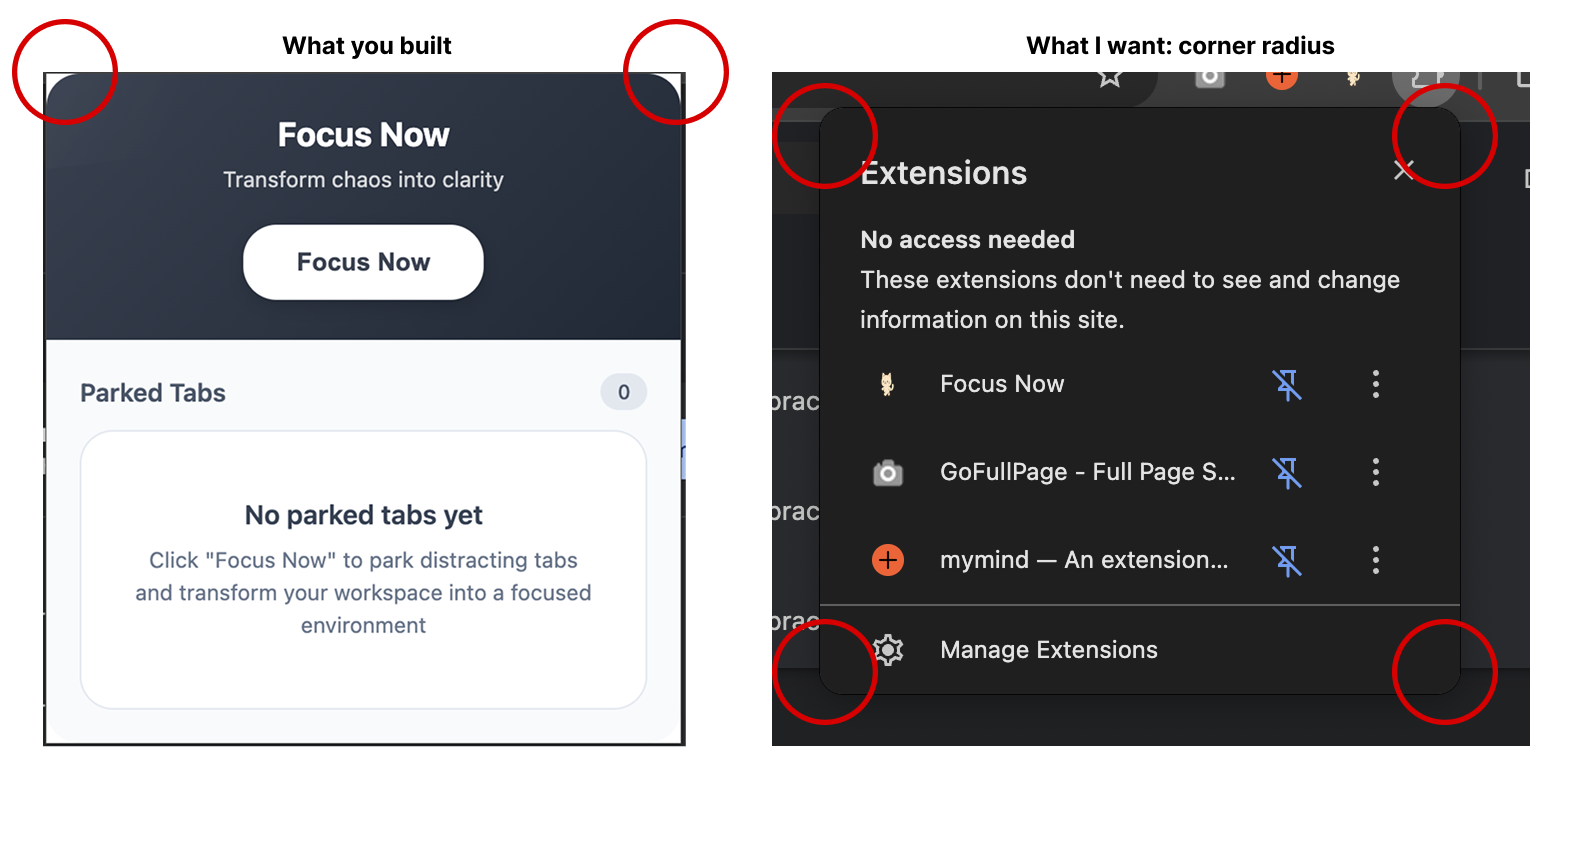 What you built
Focus Now
Transform chaos into clarity
Focus Now
Parked Tabs
0
No parked tabs yet
Click "Focus Now" to park distracting tabs
and transform your workspace into a focused
environment
What I want: corner radius
Extensions
No access needed
These extensions don't need to see and change
information on this site.
prac
Focus Now
GoFullPage - Full Page S...
prac
mymind — An extension...
prac
Manage Extensions